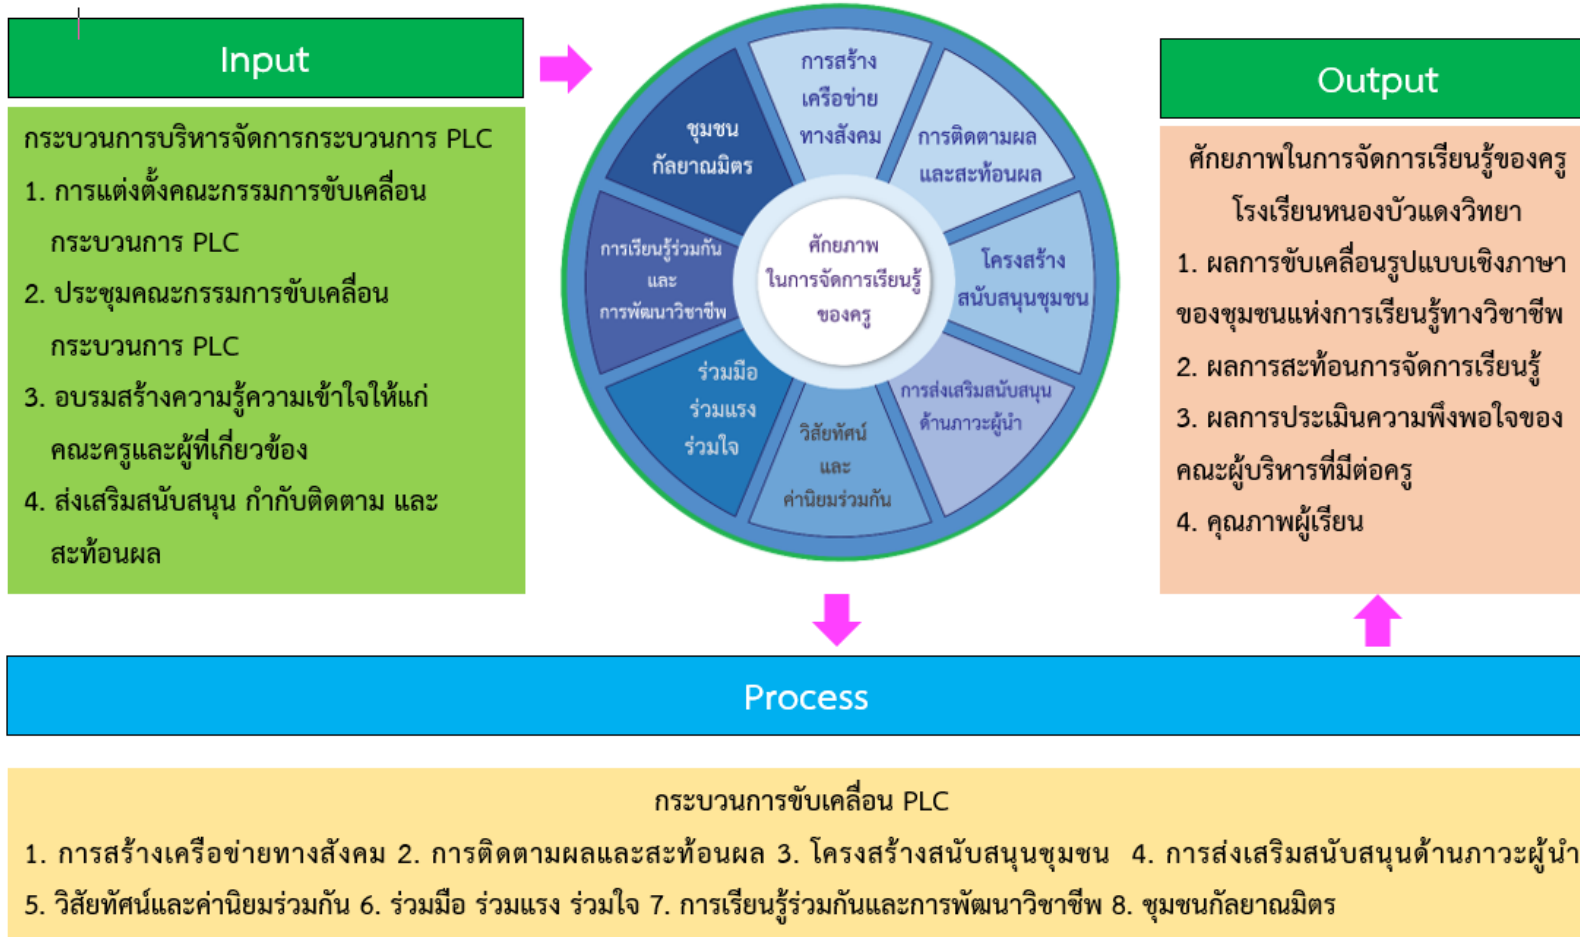 Input
กระบวนการบริหารจัดการกระบวนการ PLC
1. การแต่งตั้งคณะกรรมการขับเคลื่อน
กระบวนการ PLC
2. ประชุมคณะกรรมการขับเคลื่อน
กระบวนการ PLC
3. อบรมสร้างความรู้ความเข้าใจให้แก่
คณะครูและผู้ที่เกี่ยวข้อง
4. ส่งเสริมสนับสนุน กำกับติดตาม และ
สะท้อนผล
การสร้าง
เครือข่าย
ทางสังคม
การติดตามผล
และสะท้อนผล
โครงสร้าง
สนับสนุนชุมชน
การส่งเสริมสนับสนุน
ด้านภาวะผู้นำ
วิสัยทัศน์
และ
ค่านิยมร่วมกัน
ร่วมมือ
ร่วมแรง
ร่วมใจ
การเรียนรู้ร่วมกัน
และ
การพัฒนาวิชาชีพ
ชุมชน
กัลยาณมิตร
ศักยภาพ
ในการจัดการเรียนรู้
ของครู
Output
ศักยภาพในการจัดการเรียนรู้ของครู
โรงเรียนหนองบัวแดงวิทยา
1. ผลการขับเคลื่อนรูปแบบเชิงภาษา
ของชุมชนแห่งการเรียนรู้ทางวิชาชีพ
2. ผลการสะท้อนการจัดการเรียนรู้
3. ผลการประเมินความพึงพอใจของ
คณะผู้บริหารที่มีต่อครู
4. คุณภาพผู้เรียน
Process
กระบวนการขับเคลื่อน PLC
1. การสร้างเครือข่ายทางสังคม 2. การติดตามผลและสะท้อนผล 3. โครงสร้างสนับสนุนชุมชน 4. การส่งเสริมสนับสนุนด้านภาวะผู้นำ
5. วิสัยทัศน์และค่านิยมร่วมกัน 6. ร่วมมือ ร่วมแรง ร่วมใจ 7. การเรียนรู้ร่วมกันและการพัฒนาวิชาชีพ 8. ชุมชนกัลยาณมิตร